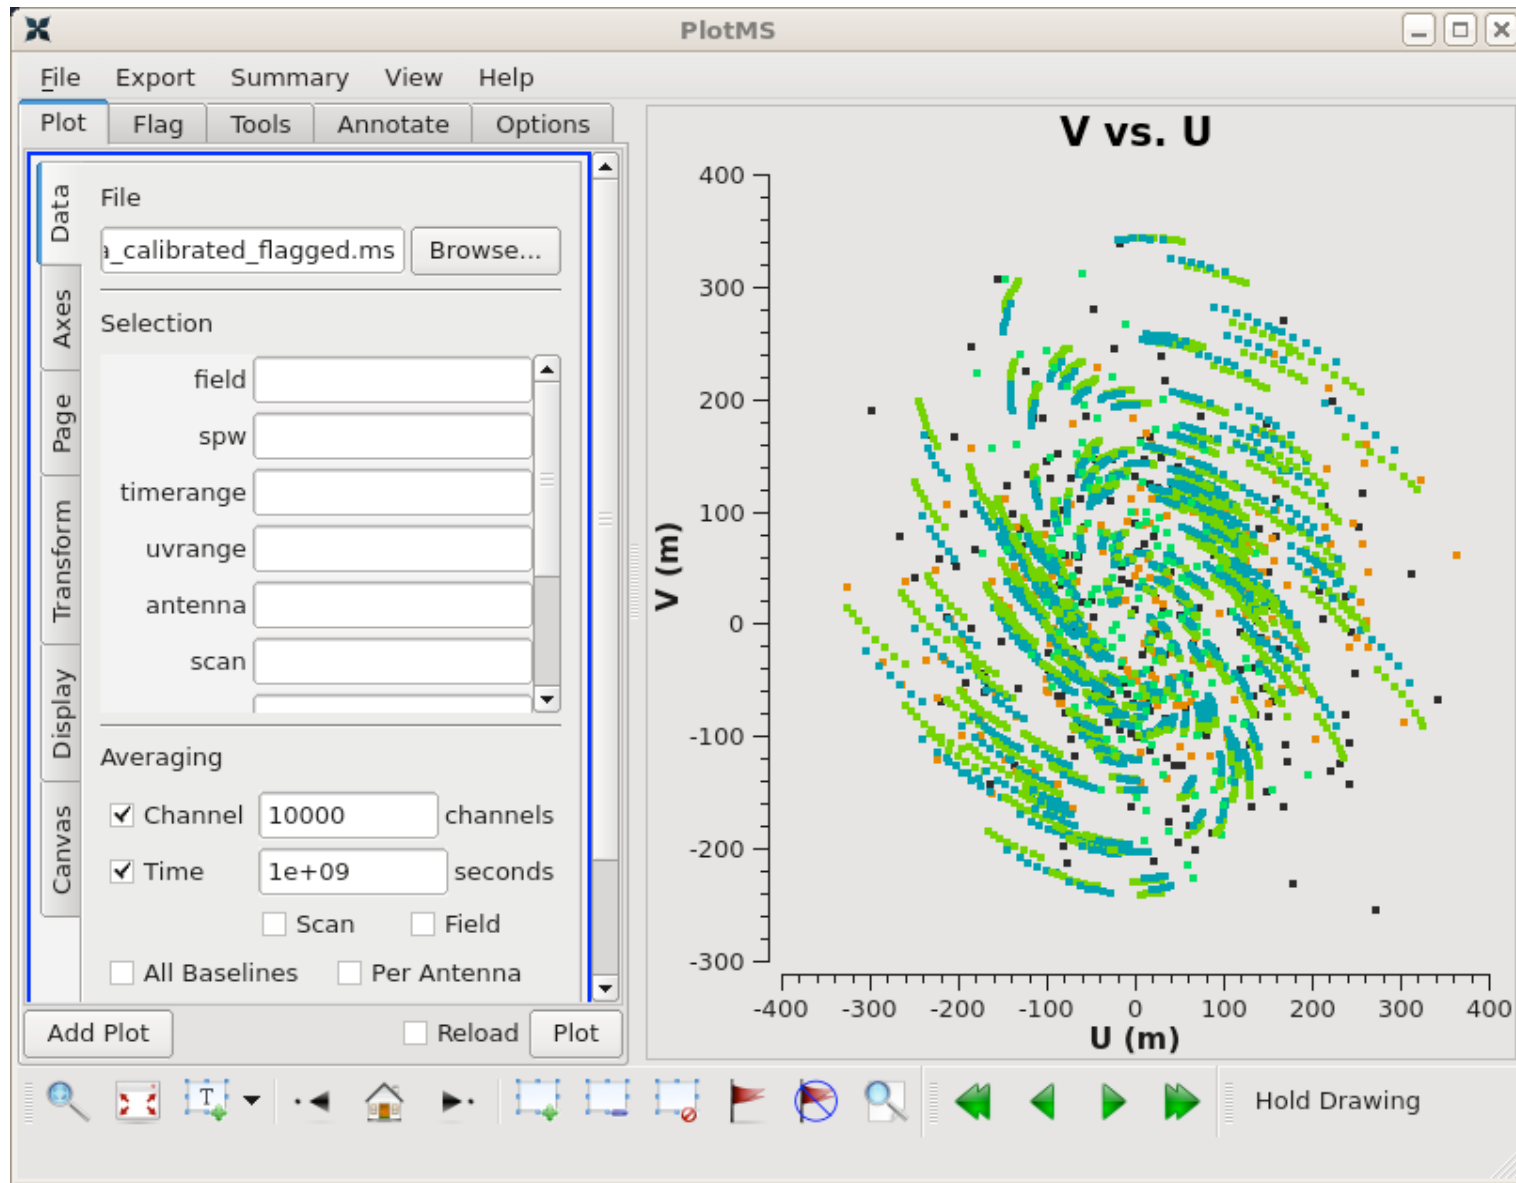 PlotMS
File Export Summary View Help
Plot Flag Tools Annotate Options
Data
Axes
Page
Transform
Display
Canvas
File
a_calibrated_flagged.ms Browse...
Selection
field
spw
timerange
uvrange
antenna
scan
Averaging
Channel 10000 channels
Time 1e+09 seconds
Scan Field
All Baselines Per Antenna
Add Plot Reload Plot
V vs. U
400
300
200
100
0
-100
-200
-300
V (m)
-400 -300 -200 -100 0 100 200 300 400
U (m)
T
Hold Drawing